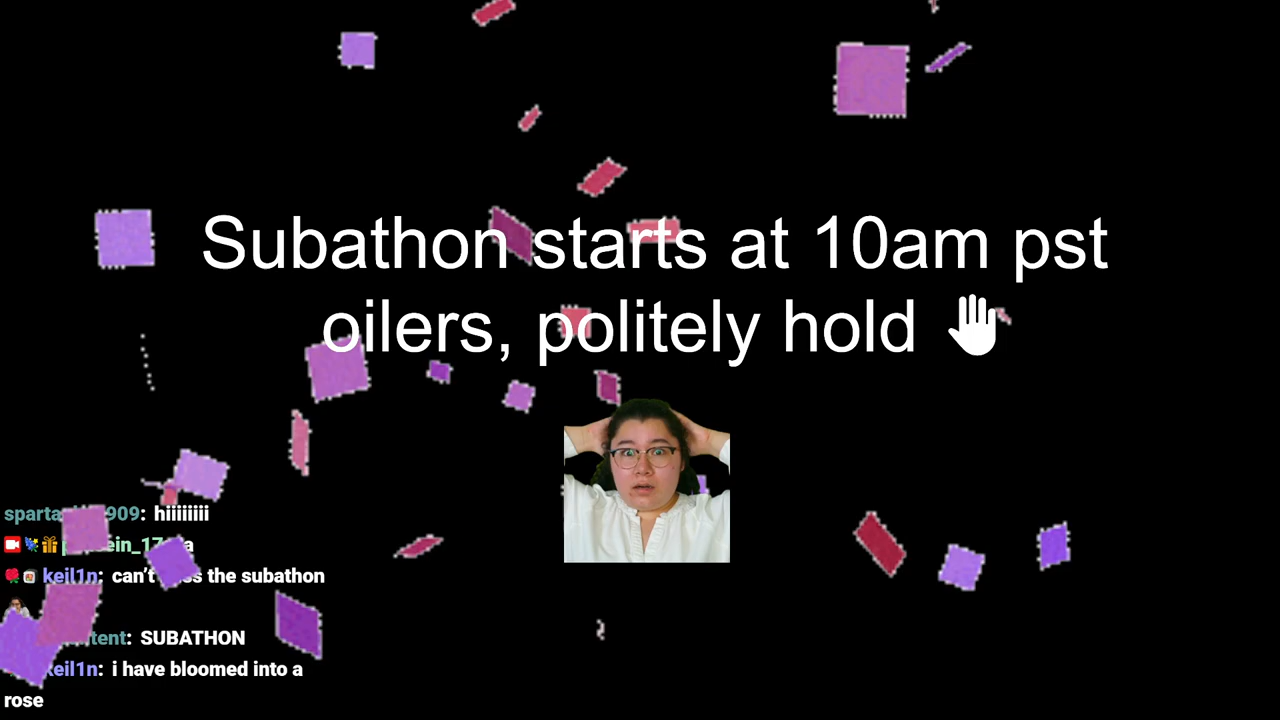 Subathon starts at 10am pst
oilers, politely hold
hiiiiiiii
keil1n: can't the subathon
SUBATHON
keil1n: i have bloomed into a
rose